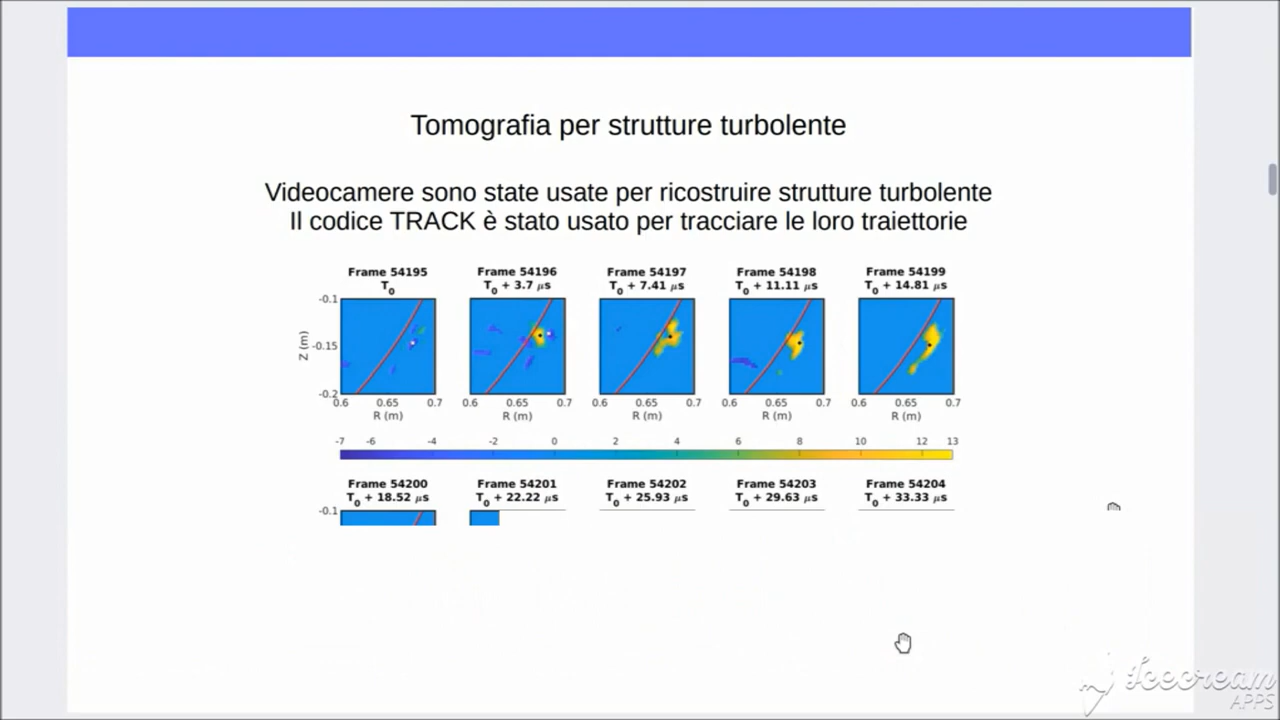 Tomografia per strutture turbolente
Videocamere sono state usate per ricostruire strutture turbolente
Il codice TRACK è stato usato per tracciare le loro traiettorie
Frame 54195 Frame 54196 Frame 54197 Frame 54198 Frame 54199
T0 T0 + 3.7 μs T0 + 7.41 μs T0 + 11.11 μs T0 + 14.81 μs
-0.1
Z (m)
-0.15
-0.2
0.6 0.65 0.7 0.6 0.65 0.7 0.6 0.65 0.7 0.6 0.65 0.7 0.6 0.65 0.7
R (m) R (m) R (m) R (m) R (m)
-7 -6 -4 -2 0 2 4 6 8 10 12 13
Frame 54200 Frame 54201 Frame 54202 Frame 54203 Frame 54204
T0 + 18.52 μs T0 + 22.22 μs T0 + 25.93 μs T0 + 29.63 μs T0 + 33.33 μs
-0.1
Icecream
APPS